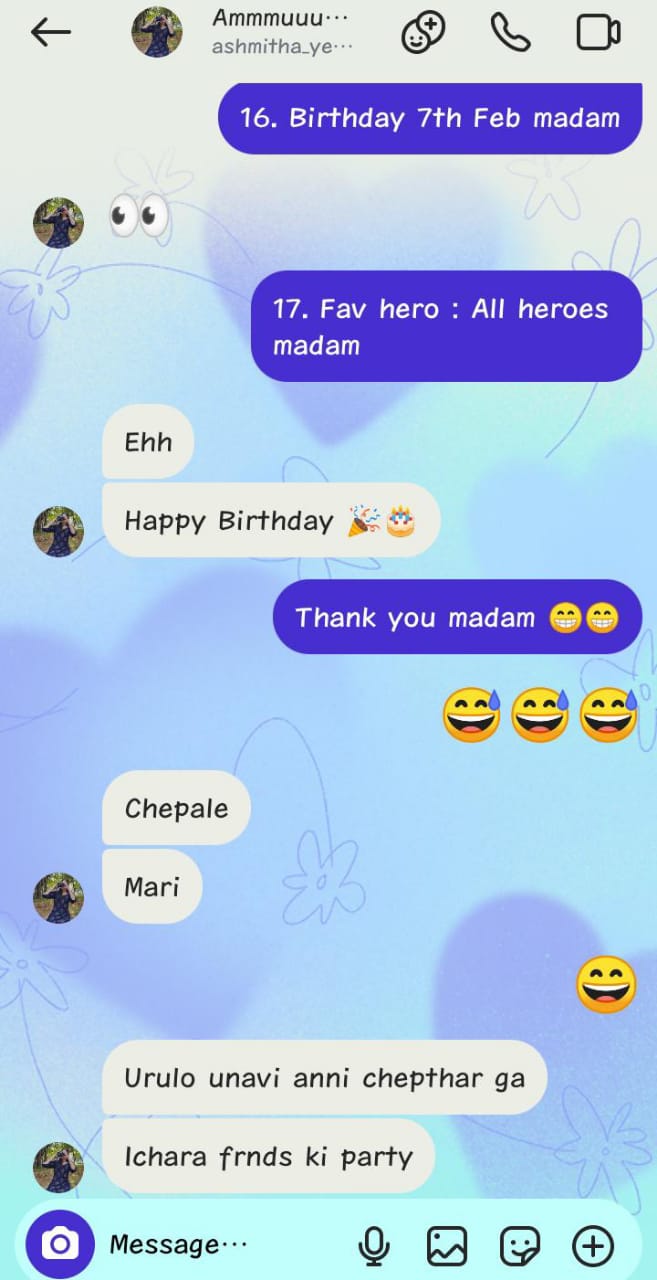 Ammmuuu...
ashmitha_ye...
16. Birthday 7th Feb madam
👀
17. Fav hero : All heroes
madam
Ehh
Happy Birthday 🎉🎂
Thank you madam 😁😁
😅😅😅
Chepale
Mari
😄
Urulo unavi anni chepthar ga
Ichara frnds ki party
Message...